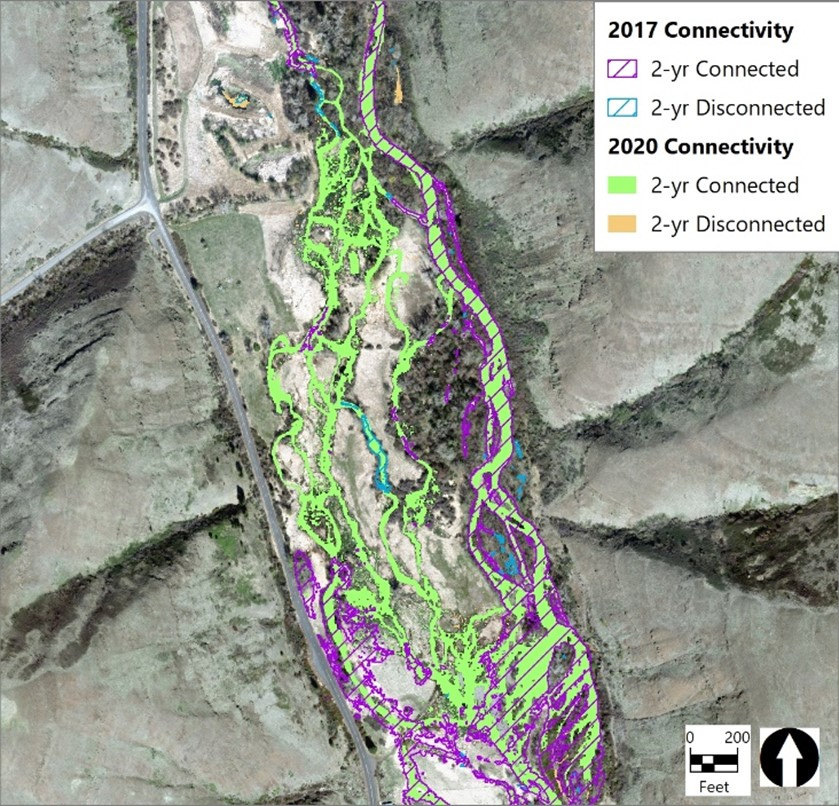 2017 Connectivity
2-yr Connected
2-yr Disconnected
2020 Connectivity
2-yr Connected
2-yr Disconnected
0 200
Feet